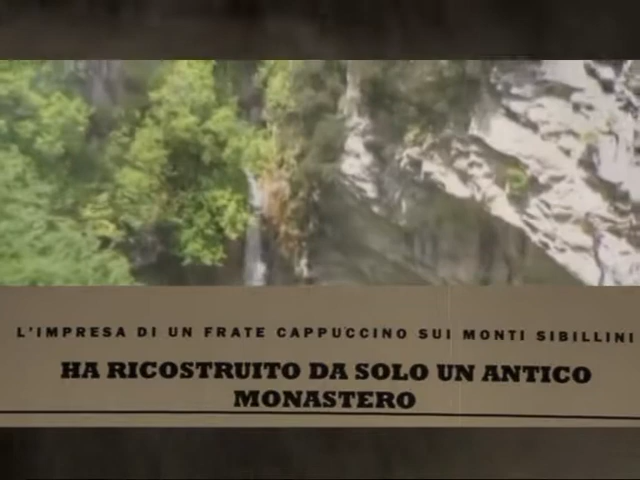 L'IMPRESA DI UN FRATE CAPPUCCINO SUI MONTI SIBILLINI
HA RICOSTRUITO DA SOLO UN ANTICO
MONASTERO